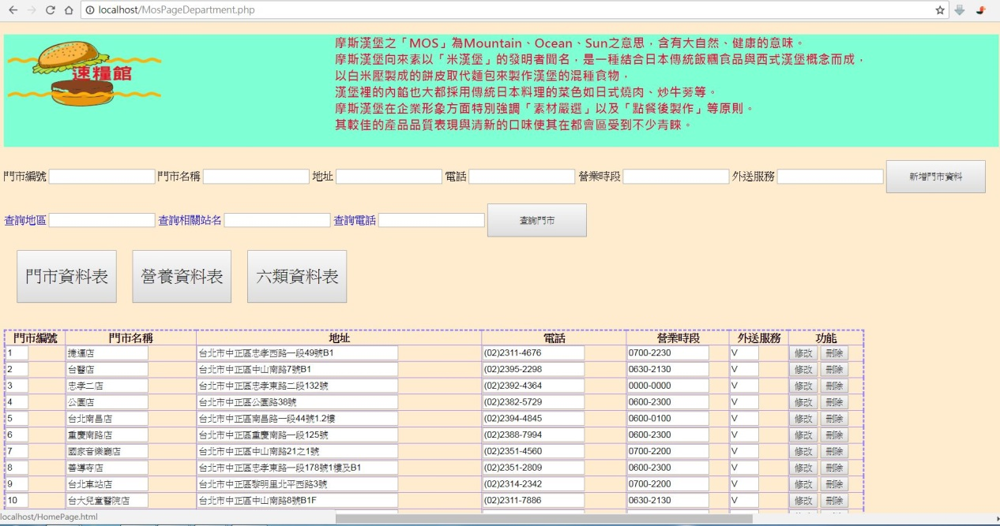 localhost/MosPageDepartment.php
速糧館
摩斯漢堡之「MOS」為Mountain、Ocean、Sun之意思，含有大自然、健康的意味。
摩斯漢堡向來素以「米漢堡」的發明者聞名，是一種結合日本傳統飯糰食品與西式漢堡概念而成，
以白米壓製成的餅皮取代麵包來製作漢堡的混種食物，
漢堡裡的內餡也大都採用傳統日本料理的菜色如日式燒肉、炒牛蒡等。
摩斯漢堡在企業形象方面特別強調「素材嚴選」以及「點餐後製作」等原則。
其較佳的產品品質表現與清新的口味使其在都會區受到不少青睞。
門市編號 門市名稱 地址 電話 營業時段 外送服務 新增門市資料
查詢地區 查詢相關站名 查詢電話 查詢門市
門市資料表 營養資料表 六類資料表
門市編號 門市名稱 地址 電話 營業時段 外送服務 功能
1 捷運店 台北市中正區忠孝西路一段49號B1 (02)2311-4676 0700-2230 V 修改 刪除
2 台醫店 台北市中正區中山南路7號B1 (02)2395-2298 0630-2130 V 修改 刪除
3 忠孝二店 台北市中正區忠孝東路二段132號 (02)2392-4364 0000-0000 V 修改 刪除
4 公園店 台北市中正區公園路38號 (02)2382-5729 0600-2300 V 修改 刪除
5 台北南昌店 台北市中正區南昌路一段44號1.2樓 (02)2394-4845 0600-0100 V 修改 刪除
6 重慶南路店 台北市中正區重慶南路一段125號 (02)2388-7994 0600-2300 V 修改 刪除
7 國家音樂廳店 台北市中正區中山南路21之1號 (02)2351-4560 0700-2200 V 修改 刪除
8 善導寺店 台北市中正區忠孝東路一段178號1樓及B1 (02)2351-2809 0600-2300 V 修改 刪除
9 台北車站店 台北市中正區黎明里北平西路3號 (02)2314-2342 0700-2200 V 修改 刪除
10 台大兒童醫院店 台北市中正區中山南路8號B1F (02)2311-7886 0630-2130 V 修改 刪除
localhost/HomePage.html